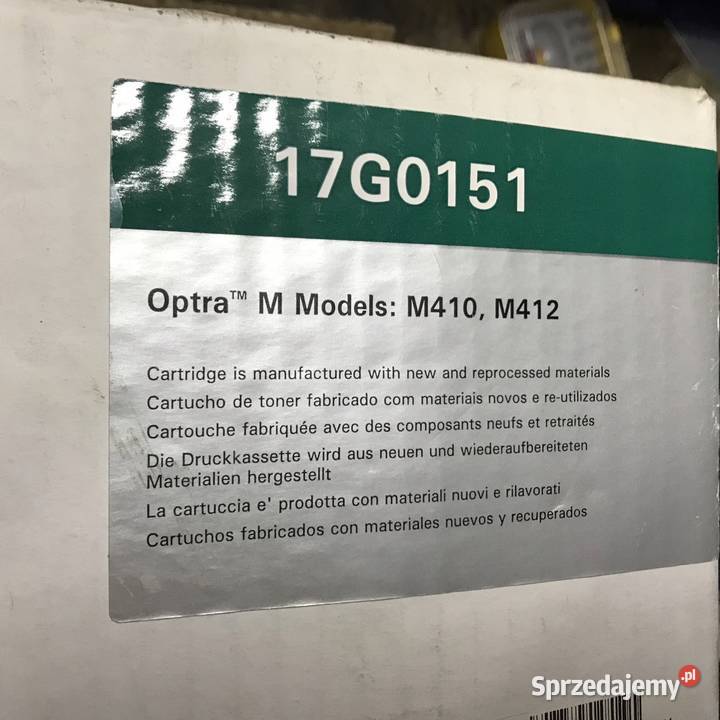 17G0151
Optra™ M Models: M410, M412
Cartridge is manufactured with new and reprocessed materials
Cartucho de toner fabricado com materiais novos e re-utilizados
Cartouche fabriquée avec des composants neufs et retraités
Die Druckkassette wird aus neuen und wiederaufbereiteten
Materialien hergestellt
La cartuccia e' prodotta con materiali nuovi e rilavorati
Cartuchos fabricados con materiales nuevos y recuperados
Sprzedajemy.pl